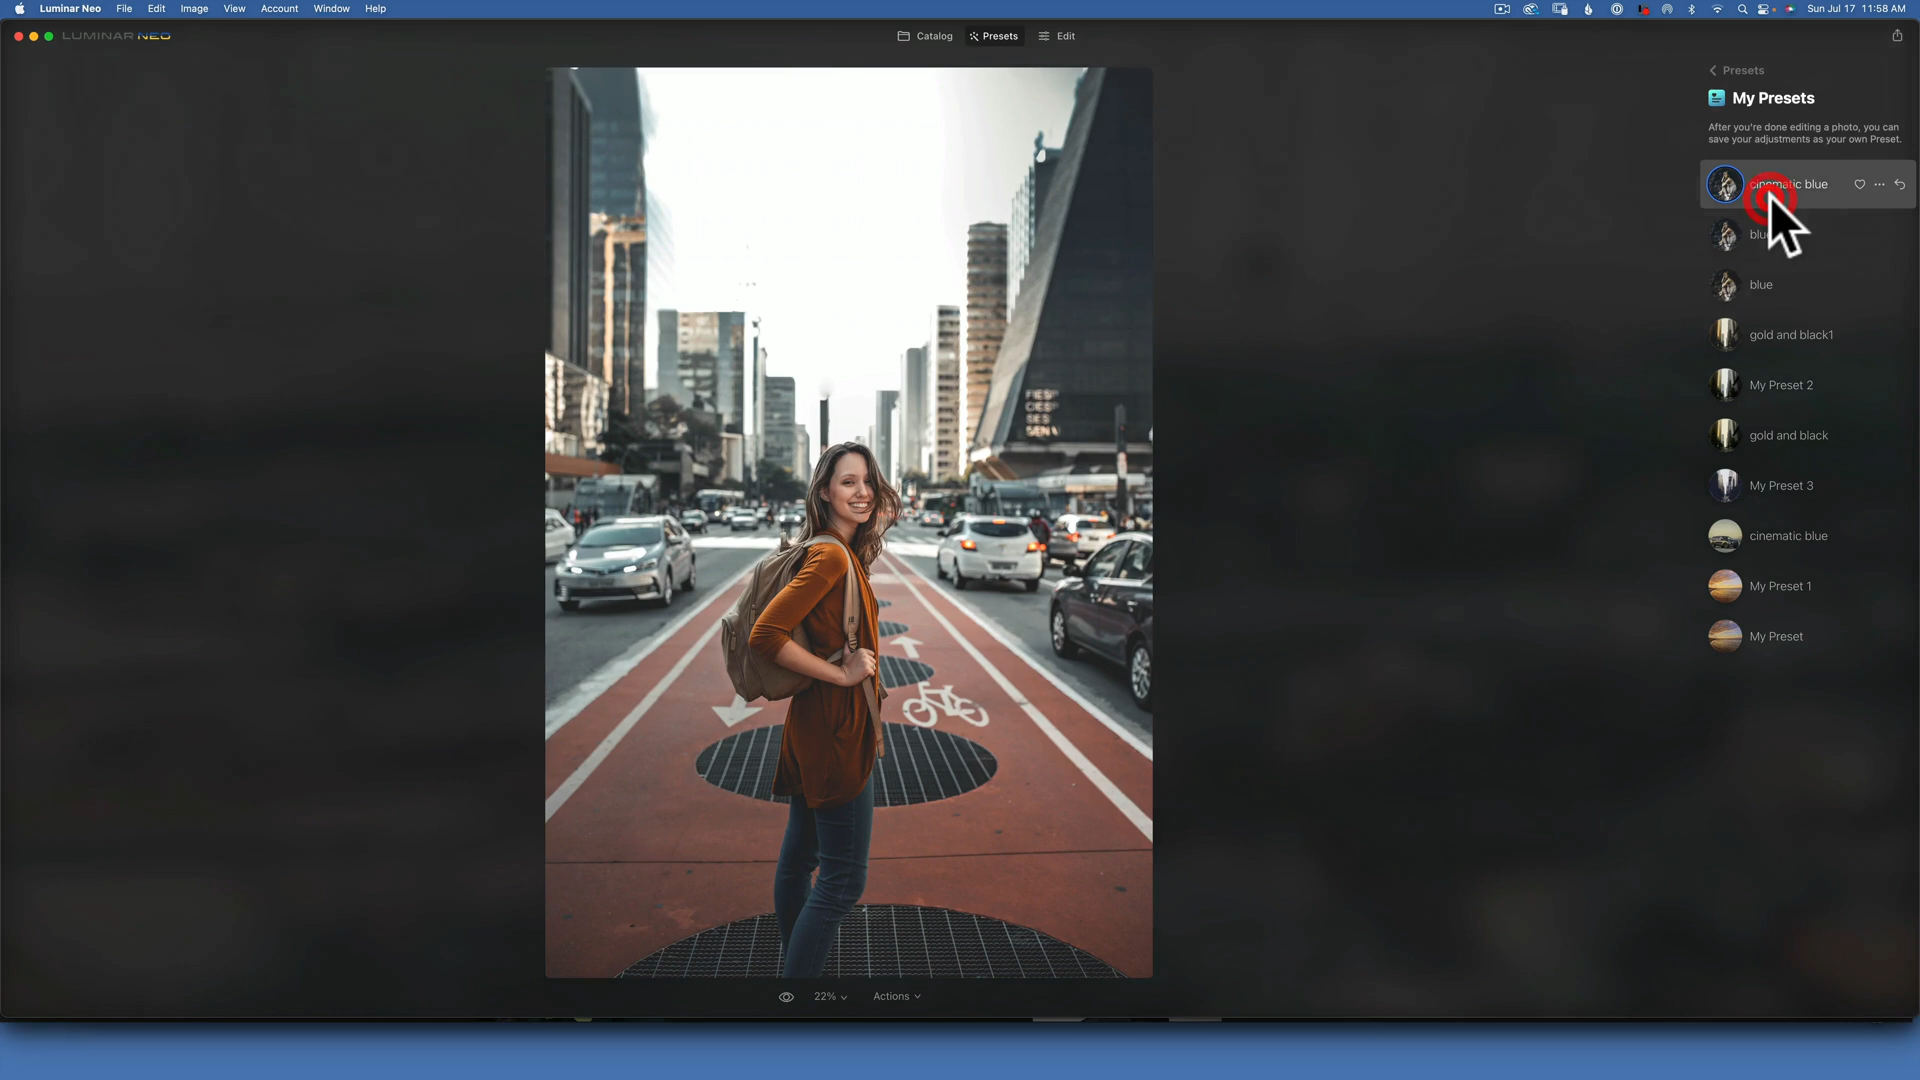 Luminar Neo File Edit Image View Account Window Help Sun Jul 17 11:58 AM
LUMINAR NEO Catalog Presets Edit
Presets
My Presets
After you're done editing a photo, you can
save your adjustments as your own Preset.
cinematic blue
blue
gold and black1
My Preset 2
gold and black
My Preset 3
cinematic blue
My Preset 1
My Preset
22% Actions